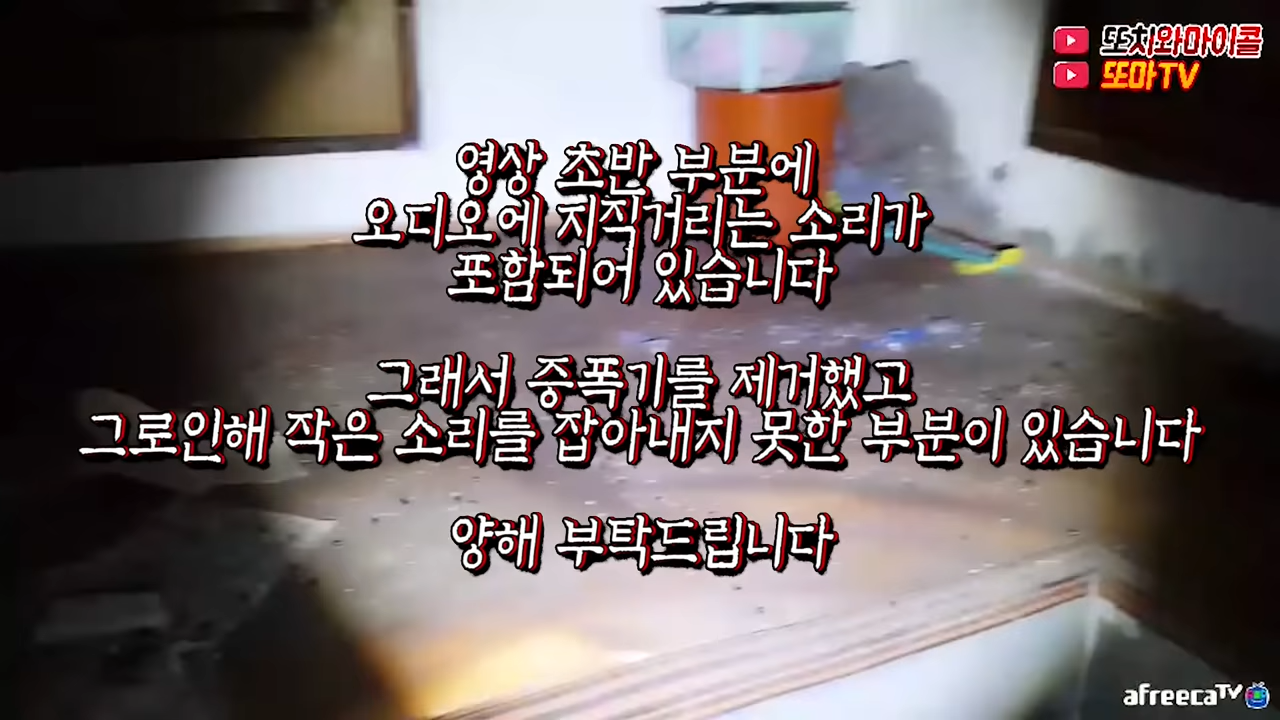 또치와마이콜
또마TV
영상 초반 부분에
오디오에 지직거리는 소리가
포함되어 있습니다
그래서 증폭기를 제거했고
그로인해 작은 소리를 잡아내지 못한 부분이 있습니다
양해 부탁드립니다
afreecaTV